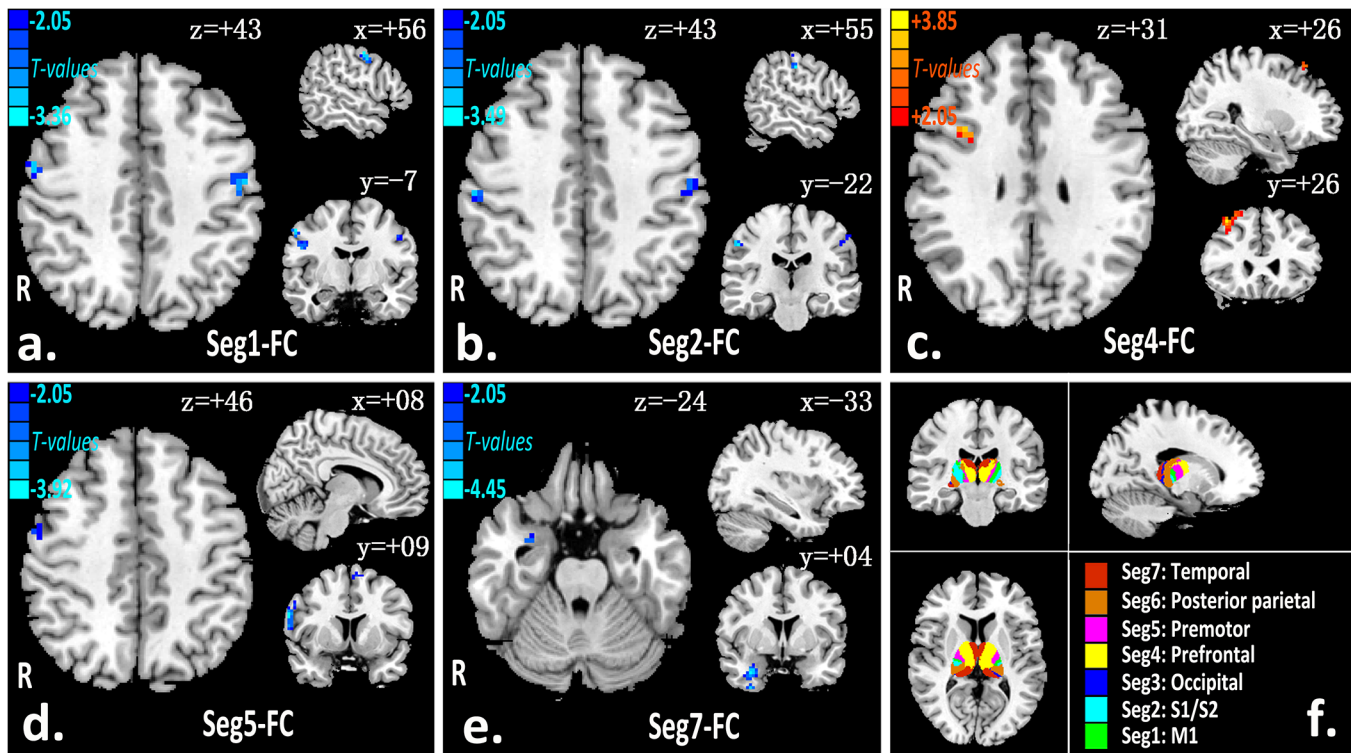 -2.05
T-values
-3.36
z=+43
x=+56
y=−7
R
a.
Seg1-FC
-2.05
T-values
-3.49
z=+43
x=+55
y=−22
R
b.
Seg2-FC
+3.85
T-values
+2.05
z=+31
x=+26
y=+26
R
c.
Seg4-FC
-2.05
T-values
-3.92
z=+46
x=+08
y=+09
R
d.
Seg5-FC
-2.05
T-values
-4.45
z=−24
x=−33
y=+04
R
e.
Seg7-FC
Seg7: Temporal
Seg6: Posterior parietal
Seg5: Premotor
Seg4: Prefrontal
Seg3: Occipital
Seg2: S1/S2
Seg1: M1
f.